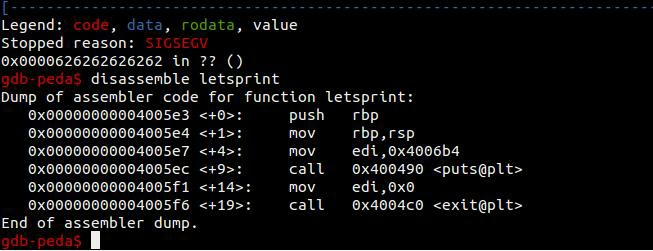 [------------------------------------------------------------------------
Legend: code, data, rodata, value
Stopped reason: SIGSEGV
0x0000626262626262 in ?? ()
gdb-peda$ disassemble letsprint
Dump of assembler code for function letsprint:
   0x00000000004005e3 <+0>:     push   rbp
   0x00000000004005e4 <+1>:     mov    rbp,rsp
   0x00000000004005e7 <+4>:     mov    edi,0x4006b4
   0x00000000004005ec <+9>:     call   0x400490 <puts@plt>
   0x00000000004005f1 <+14>:    mov    edi,0x0
   0x00000000004005f6 <+19>:    call   0x4004c0 <exit@plt>
End of assembler dump.
gdb-peda$